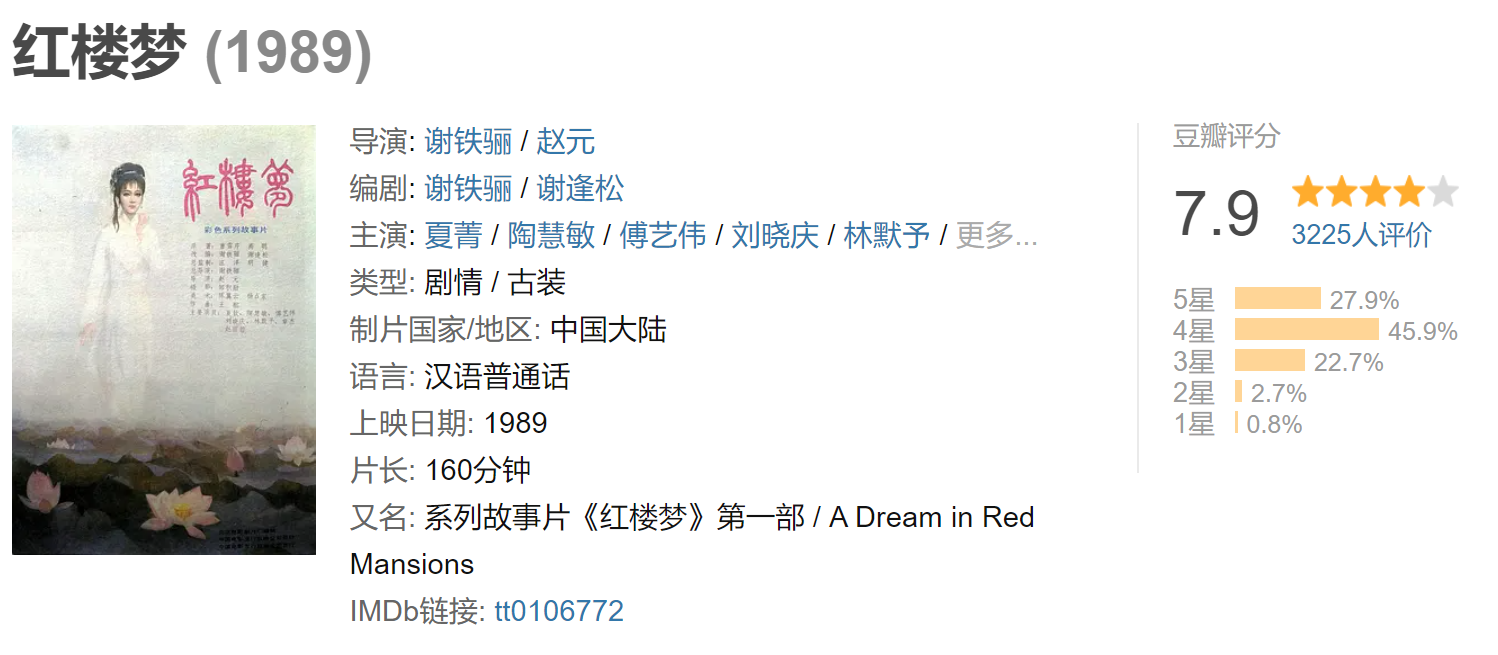 红楼梦 (1989)
紅樓夢
彩色系列故事片
导演: 谢铁骊 / 赵元
编剧: 谢铁骊 / 谢逢松
主演: 夏菁 / 陶慧敏 / 傅艺伟 / 刘晓庆 / 林默予 / 更多...
类型: 剧情 / 古装
制片国家/地区: 中国大陆
语言: 汉语普通话
上映日期: 1989
片长: 160分钟
又名: 系列故事片《红楼梦》第一部 / A Dream in Red
Mansions
IMDb链接: tt0106772
豆瓣评分
7.9
3225人评价
5星 27.9%
4星 45.9%
3星 22.7%
2星 2.7%
1星 0.8%